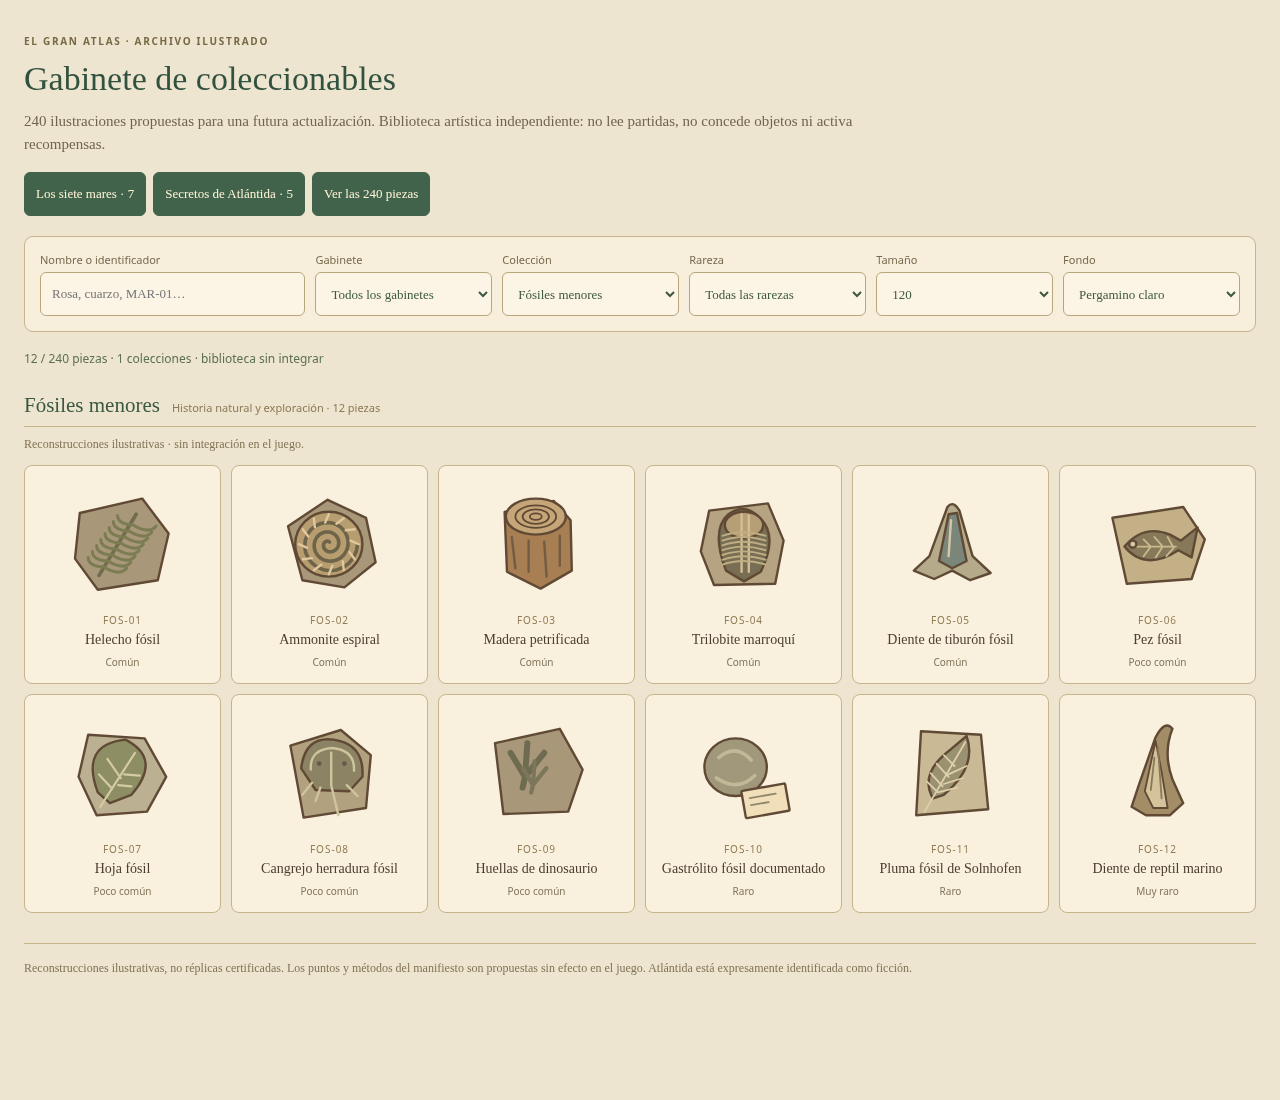 EL GRAN ATLAS · ARCHIVO ILUSTRADO
Gabinete de coleccionables
240 ilustraciones propuestas para una futura actualización. Biblioteca artística independiente: no lee partidas, no concede objetos ni activa
recompensas.
Los siete mares · 7
Secretos de Atlántida · 5
Ver las 240 piezas
Nombre o identificador
Gabinete
Colección
Rareza
Tamaño
Fondo
Rosa, cuarzo, MAR-01…
Todos los gabinetes
Fósiles menores
Todas las rarezas
120
Pergamino claro
12 / 240 piezas · 1 colecciones · biblioteca sin integrar
Fósiles menores
Historia natural y exploración · 12 piezas
Reconstrucciones ilustrativas · sin integración en el juego.
FOS-01
Helecho fósil
Común
FOS-02
Ammonite espiral
Común
FOS-03
Madera petrificada
Común
FOS-04
Trilobite marroquí
Común
FOS-05
Diente de tiburón fósil
Común
FOS-06
Pez fósil
Poco común
FOS-07
Hoja fósil
Poco común
FOS-08
Cangrejo herradura fósil
Poco común
FOS-09
Huellas de dinosaurio
Poco común
FOS-10
Gastrólito fósil documentado
Raro
FOS-11
Pluma fósil de Solnhofen
Raro
FOS-12
Diente de reptil marino
Muy raro
Reconstrucciones ilustrativas, no réplicas certificadas. Los puntos y métodos del manifiesto son propuestas sin efecto en el juego. Atlántida está expresamente identificada como ficción.